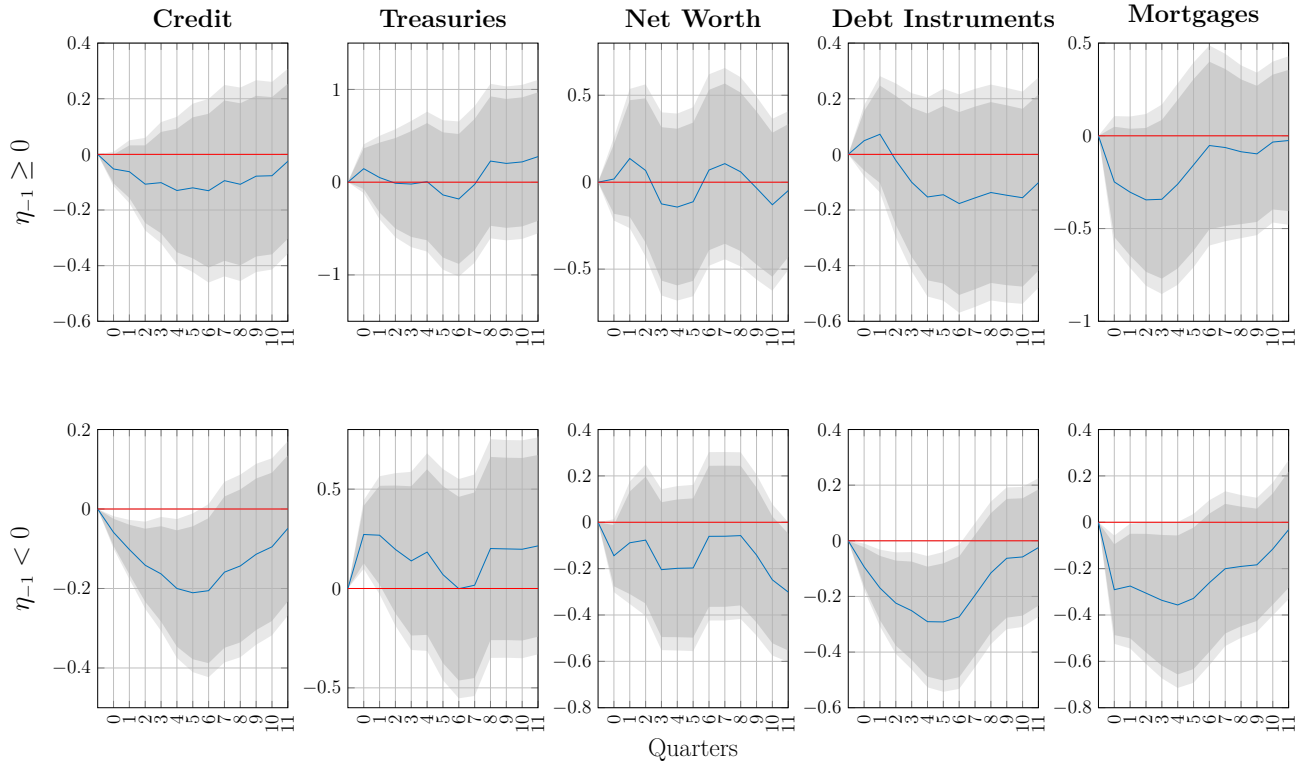 Credit Treasuries Net Worth Debt Instruments Mortgages
η₋₁ ≥ 0
0.4 0.2 0 −0.2 −0.4 −0.6
0 1 2 3 4 5 6 7 8 9 10 11
1 0 −1
0 1 2 3 4 5 6 7 8 9 10 11
0.5 0 −0.5
0 1 2 3 4 5 6 7 8 9 10 11
0.4 0.2 0 −0.2 −0.4 −0.6
0 1 2 3 4 5 6 7 8 9 10 11
0.5 0 −0.5 −1
0 1 2 3 4 5 6 7 8 9 10 11
η₋₁ < 0
0.2 0 −0.2 −0.4
0 1 2 3 4 5 6 7 8 9 10 11
0.5 0 −0.5
0 1 2 3 4 5 6 7 8 9 10 11
0.4 0.2 0 −0.2 −0.4 −0.6 −0.8
0 1 2 3 4 5 6 7 8 9 10 11
0.4 0.2 0 −0.2 −0.4 −0.6
0 1 2 3 4 5 6 7 8 9 10 11
0.4 0.2 0 −0.2 −0.4 −0.6 −0.8
0 1 2 3 4 5 6 7 8 9 10 11
Quarters